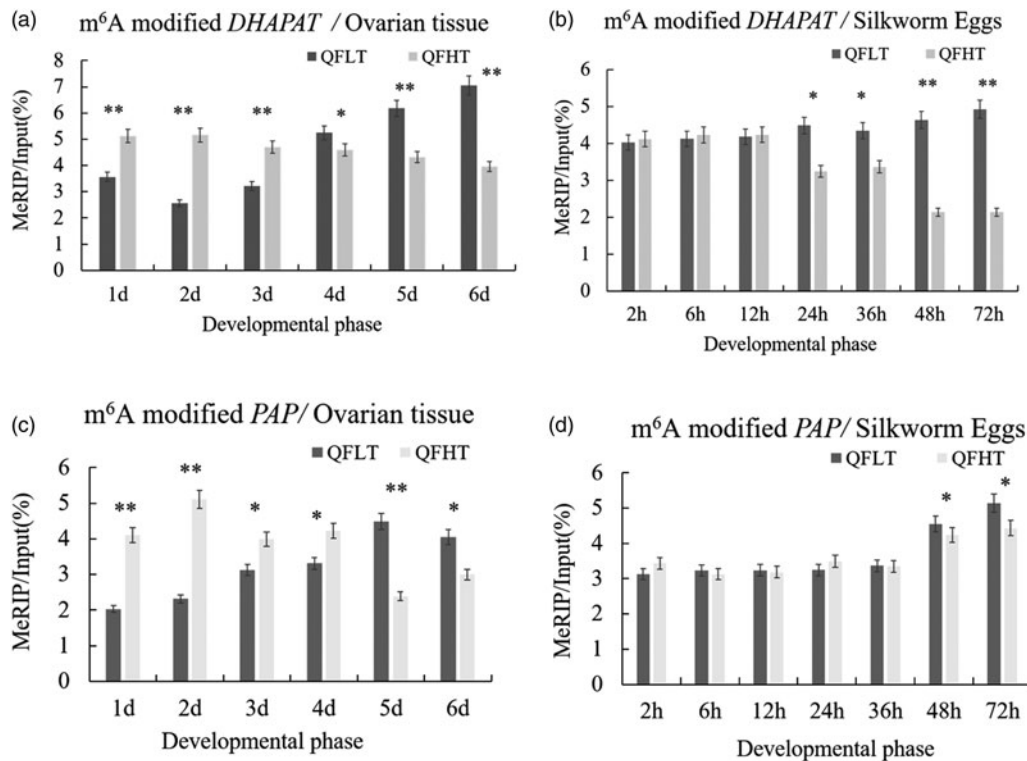 (a)
m⁶A modified DHAPAT / Ovarian tissue
QFLT QFHT
MeRIP/Input(%)
8
7
6
5
4
3
2
1
0
** ** ** * ** **
1d 2d 3d 4d 5d 6d
Developmental phase
(b)
m⁶A modified DHAPAT / Silkworm Eggs
QFLT QFHT
MeRIP/Input(%)
6
5
4
3
2
1
0
* * ** **
2h 6h 12h 24h 36h 48h 72h
Developmental phase
(c)
m⁶A modified PAP/ Ovarian tissue
QFLT QFHT
MeRIP/Input(%)
6
5
4
3
2
1
0
** ** * * ** *
1d 2d 3d 4d 5d 6d
Developmental phase
(d)
m⁶A modified PAP/ Silkworm Eggs
QFLT QFHT
MeRIP/Input(%)
6
5
4
3
2
1
0
* *
2h 6h 12h 24h 36h 48h 72h
Developmental phase